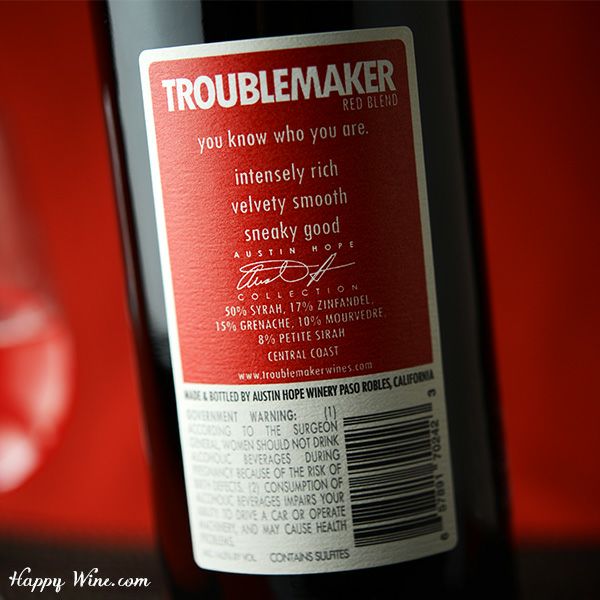 TROUBLEMAKER
RED BLEND
you know who you are.
intensely rich
velvety smooth
sneaky good
AUSTIN HOPE
COLLECTION
50% SYRAH, 17% ZINFANDEL,
15% GRENACHE, 10% MOURVEDRE,
8% PETITE SIRAH
CENTRAL COAST
www.troublemakerwines.com
MADE & BOTTLED BY AUSTIN HOPE WINERY PASO ROBLES, CALIFORNIA
GOVERNMENT WARNING: (1)
ACCORDING TO THE SURGEON
GENERAL, WOMEN SHOULD NOT DRINK
ALCOHOLIC BEVERAGES DURING
PREGNANCY BECAUSE OF THE RISK OF
BIRTH DEFECTS. (2) CONSUMPTION OF
ALCOHOLIC BEVERAGES IMPAIRS YOUR
ABILITY TO DRIVE A CAR OR OPERATE
MACHINERY, AND MAY CAUSE HEALTH
PROBLEMS.
BY VOL. CONTAINS SULFITES
Happy Wine.com